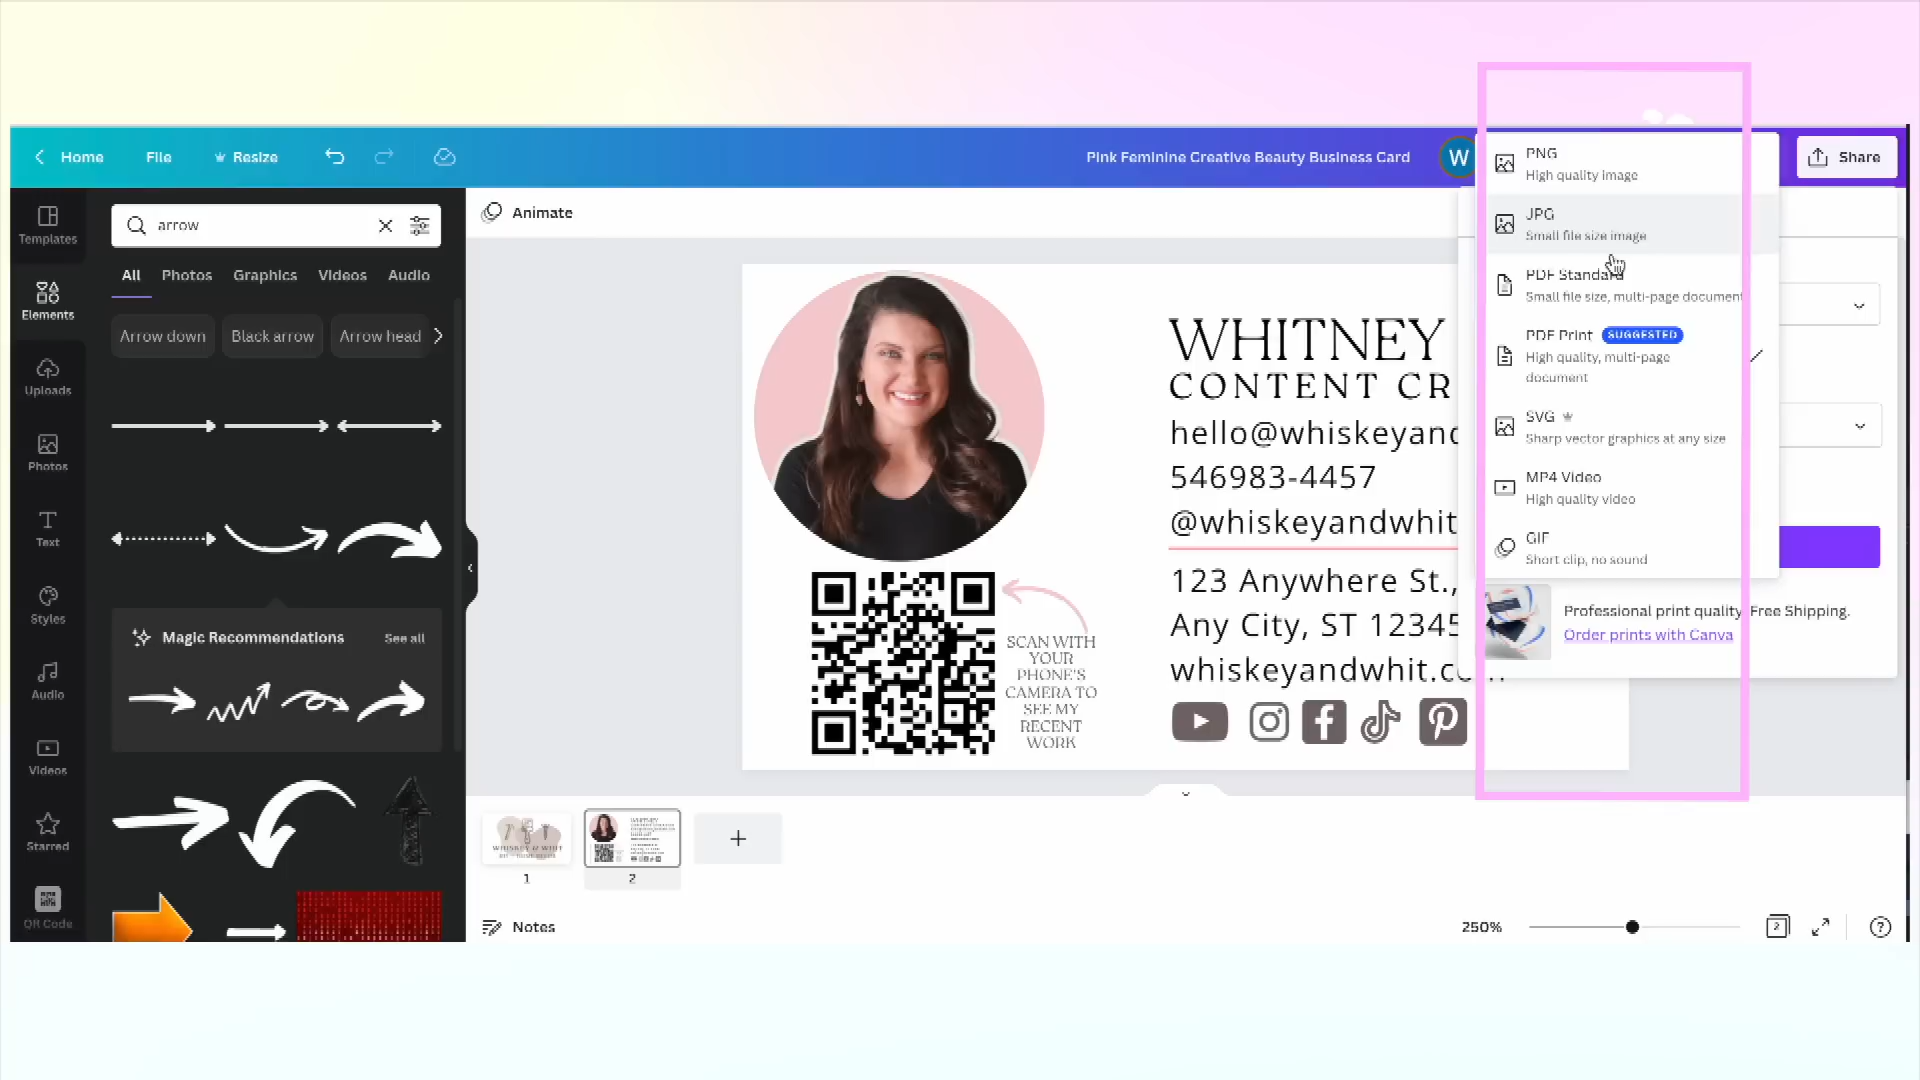 Home
File
Resize
Pink Feminine Creative Beauty Business Card
W
Share
Templates
Elements
Uploads
Photos
Text
Styles
Audio
Videos
Starred
QR Code
arrow
All
Photos
Graphics
Videos
Audio
Arrow down
Black arrow
Arrow head
Magic Recommendations
See all
Animate
WHITNEY
CONTENT CR
hello@whiskeyand
546983-4457
@whiskeyandwhit
123 Anywhere St.,
Any City, ST 12345
whiskeyandwhit.com
SCAN WITH
YOUR
PHONE'S
CAMERA TO
SEE MY
RECENT
WORK
PNG
High quality image
JPG
Small file size image
PDF Standard
Small file size, multi-page document
PDF Print SUGGESTED
High quality, multi-page
document
SVG
Sharp vector graphics at any size
MP4 Video
High quality video
GIF
Short clip, no sound
Professional print quality. Free Shipping.
Order prints with Canva
WHISKEY & WHIT
WHITNEY
1
2
Notes
250%
2